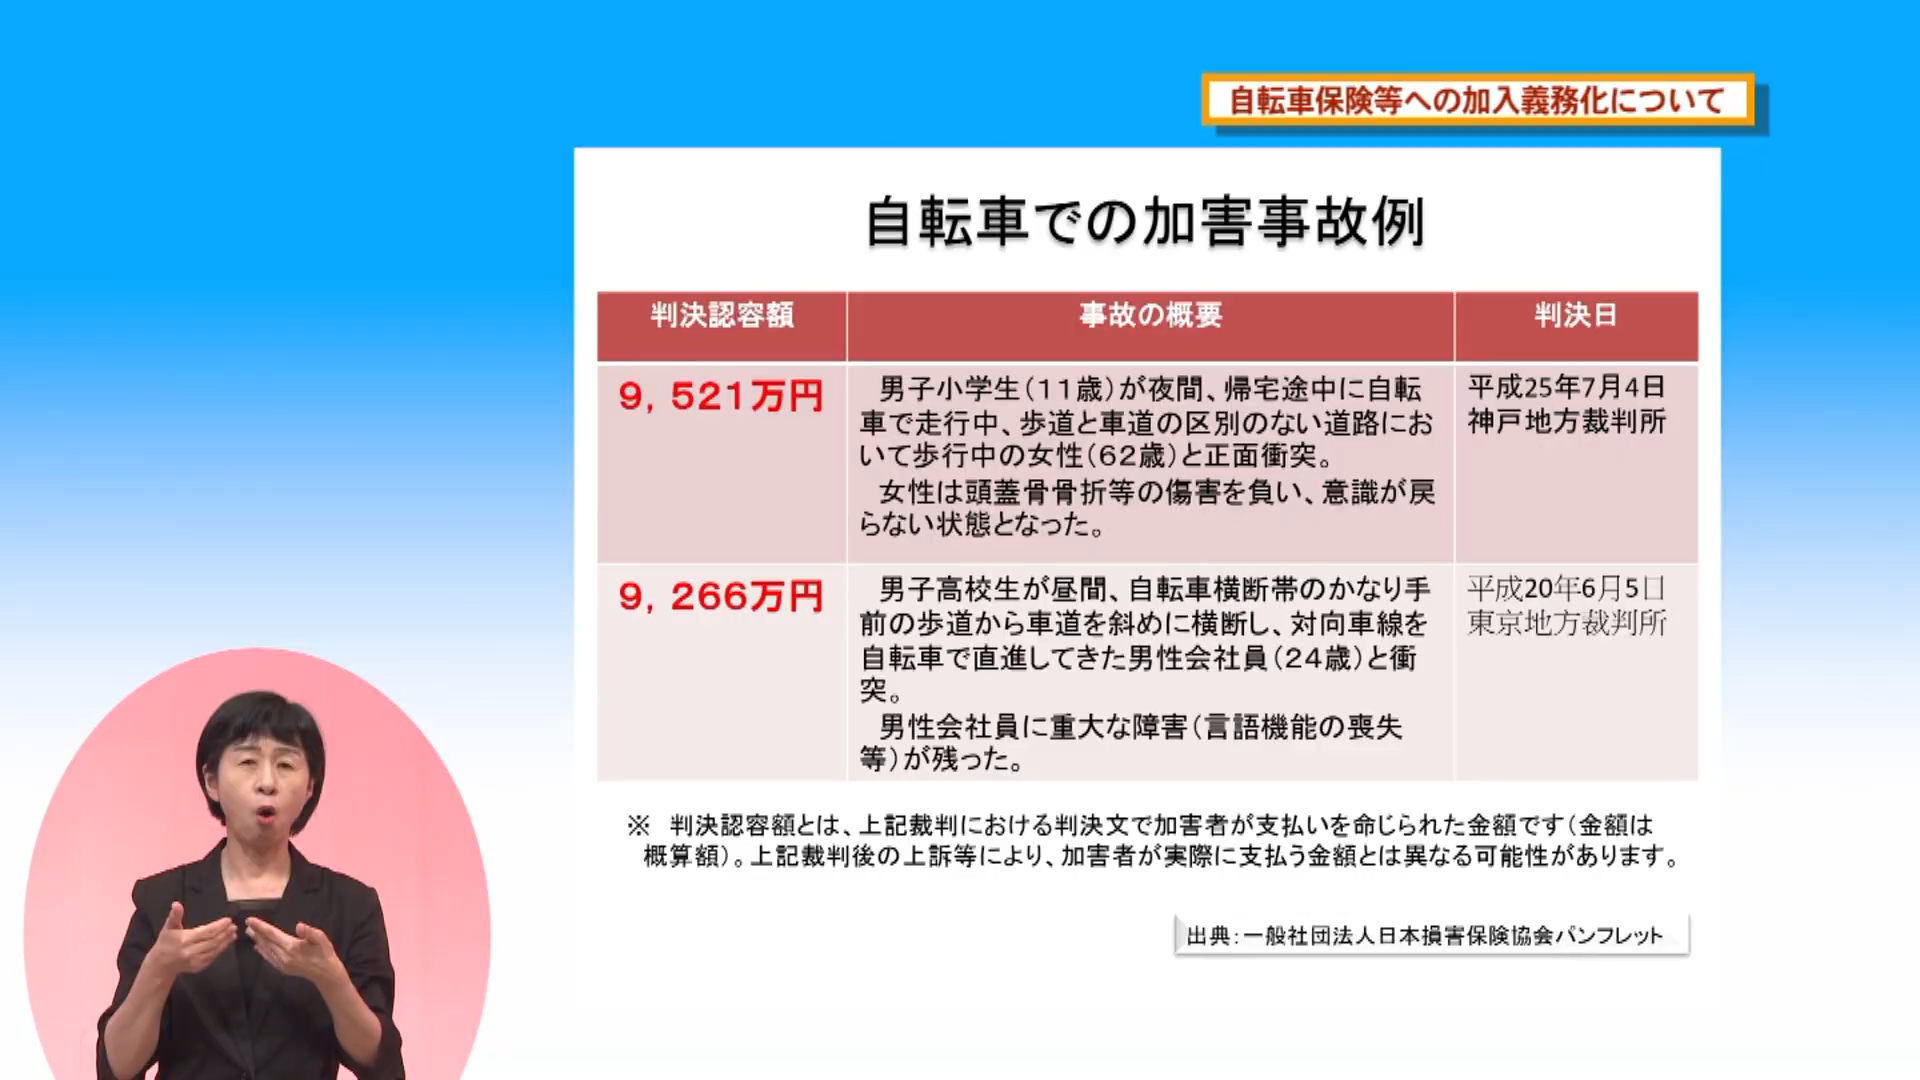 自転車保険等への加入義務化について
自転車での加害事故例
判決認容額
事故の概要
判決日
9,521万円
男子小学生(11歳)が夜間、帰宅途中に自転
車で走行中、歩道と車道の区別のない道路にお
いて歩行中の女性(62歳)と正面衝突。
女性は頭蓋骨骨折等の傷害を負い、意識が戻
らない状態となった。
平成25年7月4日
神戸地方裁判所
9,266万円
男子高校生が昼間、自転車横断帯のかなり手
前の歩道から車道を斜めに横断し、対向車線を
自転車で直進してきた男性会社員(24歳)と衝
突。
男性会社員に重大な障害(言語機能の喪失
等)が残った。
平成20年6月5日
東京地方裁判所
※ 判決認容額とは、上記裁判における判決文で加害者が支払いを命じられた金額です(金額は
概算額)。上記裁判後の上訴等により、加害者が実際に支払う金額とは異なる可能性があります。
出典:一般社団法人日本損害保険協会パンフレット